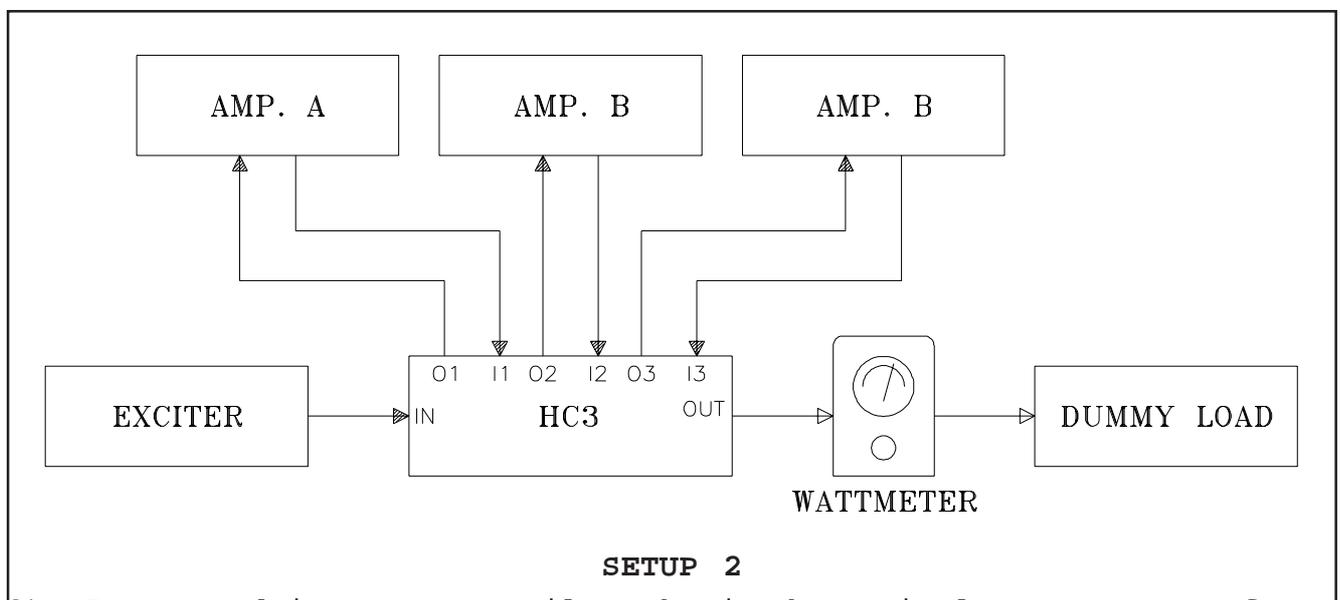 AMP. A
AMP. B
AMP. B
O1 I1 O2 I2 O3 I3
EXCITER
IN
HC3
OUT
DUMMY LOAD
WATTMETER
SETUP 2